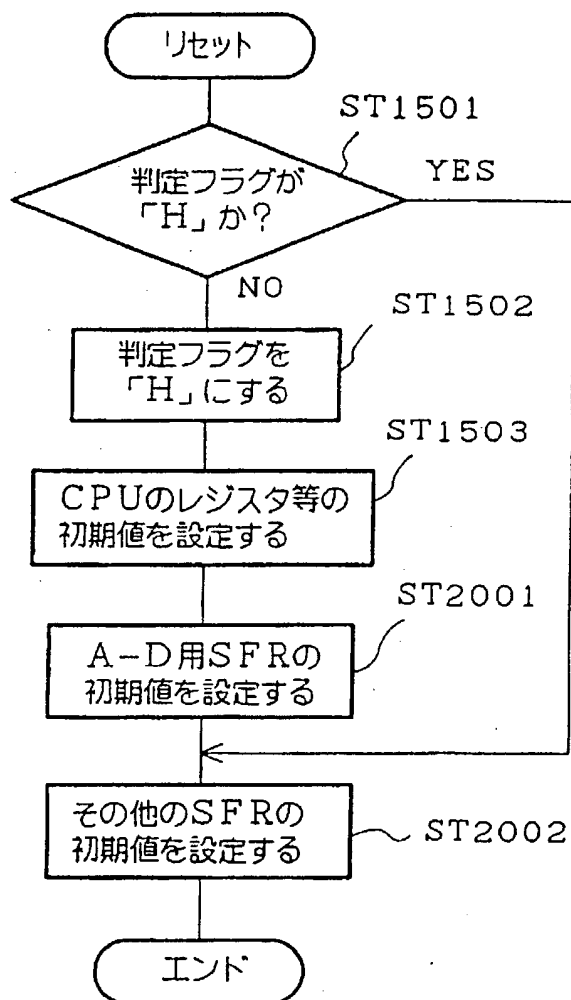 リセット
ST1501
判定フラグが
「H」か?
YES
NO
ST1502
判定フラグを
「H」にする
ST1503
CPUのレジスタ等の
初期値を設定する
ST2001
A-D用SFRの
初期値を設定する
その他のSFRの
初期値を設定する
ST2002
エンド